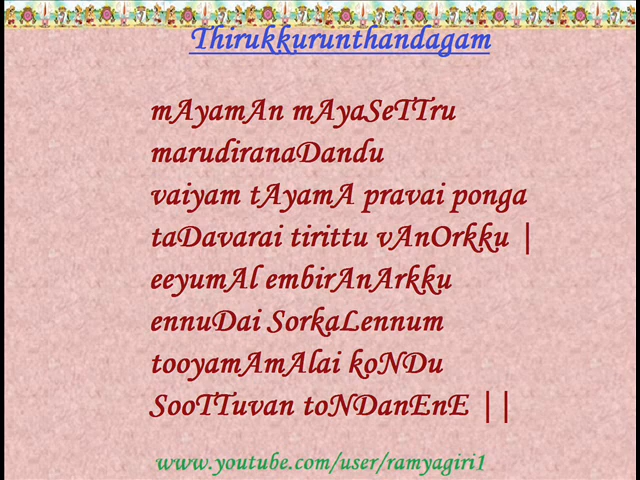 Thirukkurunthandagam
mAyamAn mAyaSeTTru
marudiranaDandu
vaiyam tAyamA pravai ponga
taDavarai tirittu vAnOrkku |
eeyumAl embirAnArkku
ennuDai SorkaLennum
tooyamAmAlai koNDu
SooTTuvan toNDanEnE ||
www.youtube.com/user/ramyagiri1